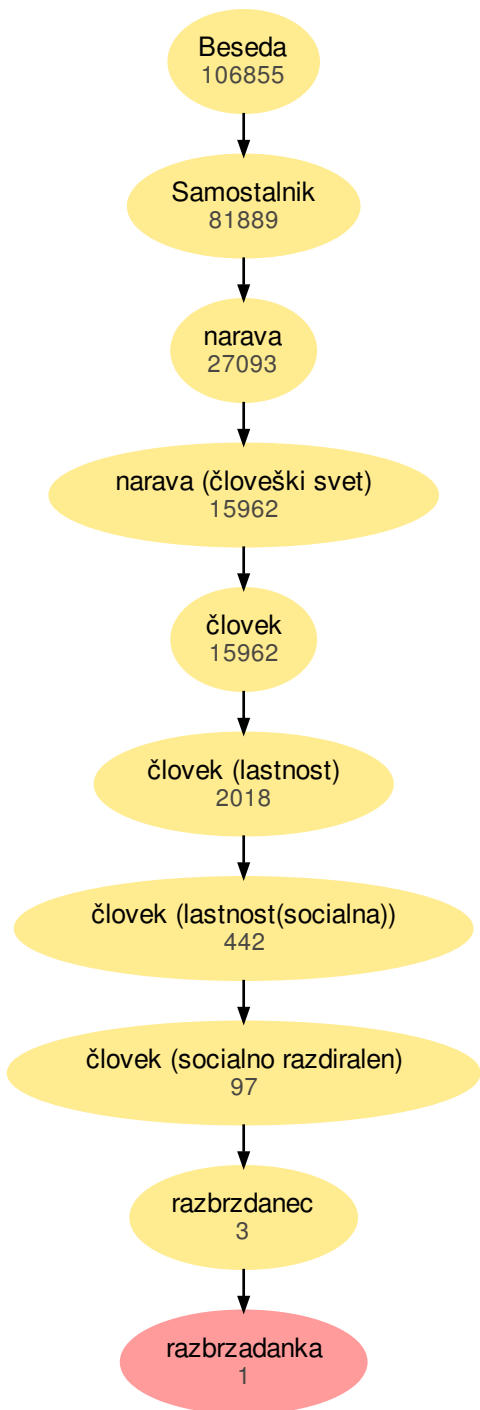 Beseda
106855
Samostalnik
81889
narava
27093
narava (človeški svet)
15962
človek
15962
človek (lastnost)
2018
človek (lastnost(socialna))
442
človek (socialno razdiralen)
97
razbrzdanec
3
razbrzadanka
1